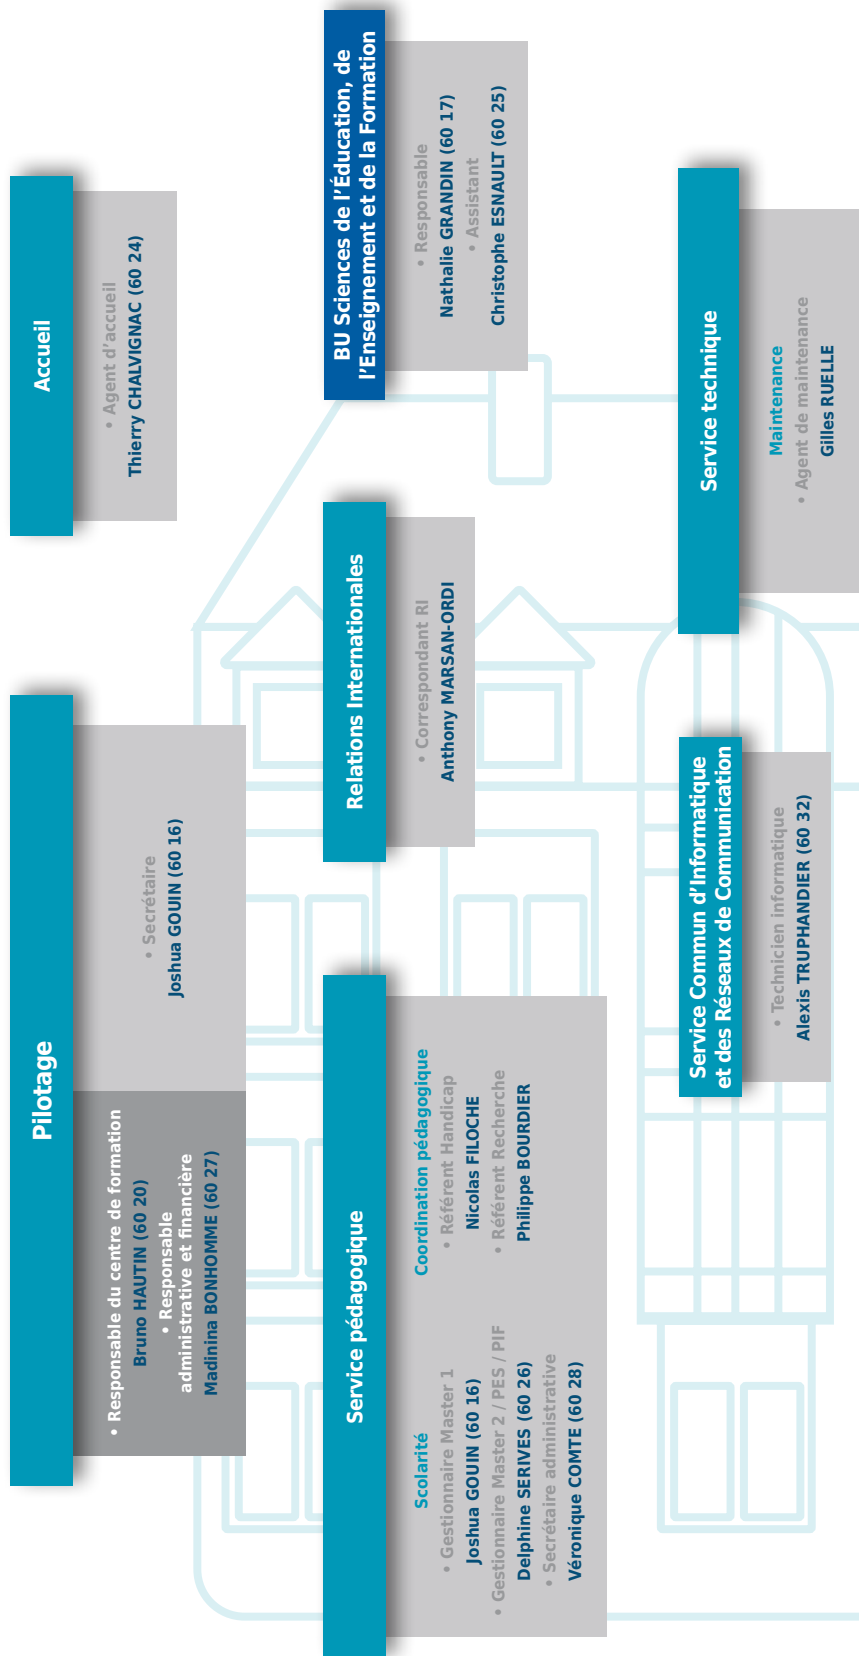 Pilotage
• Responsable du centre de formation
Bruno HAUTIN (60 20)
• Responsable
administrative et financière
Madinina BONHOMME (60 27)
• Secrétaire
Joshua GOUIN (60 16)
Accueil
• Agent d’accueil
Thierry CHALVIGNAC (60 24)
Service pédagogique
Scolarité
• Gestionnaire Master 1
Joshua GOUIN (60 16)
• Gestionnaire Master 2 / PES / PIF
Delphine SERIVES (60 26)
• Secrétaire administrative
Véronique COMTE (60 28)
Coordination pédagogique
• Référent Handicap
Nicolas FILOCHE
• Référent Recherche
Philippe BOURDIER
Relations Internationales
• Correspondant RI
Anthony MARSAN-ORDI
BU Sciences de l’Éducation, de
l’Enseignement et de la Formation
• Responsable
Nathalie GRANDIN (60 17)
• Assistant
Christophe ESNAULT (60 25)
Service Commun d’Informatique
et des Réseaux de Communication
• Technicien informatique
Alexis TRUPHANDIER (60 32)
Service technique
Maintenance
• Agent de maintenance
Gilles RUELLE